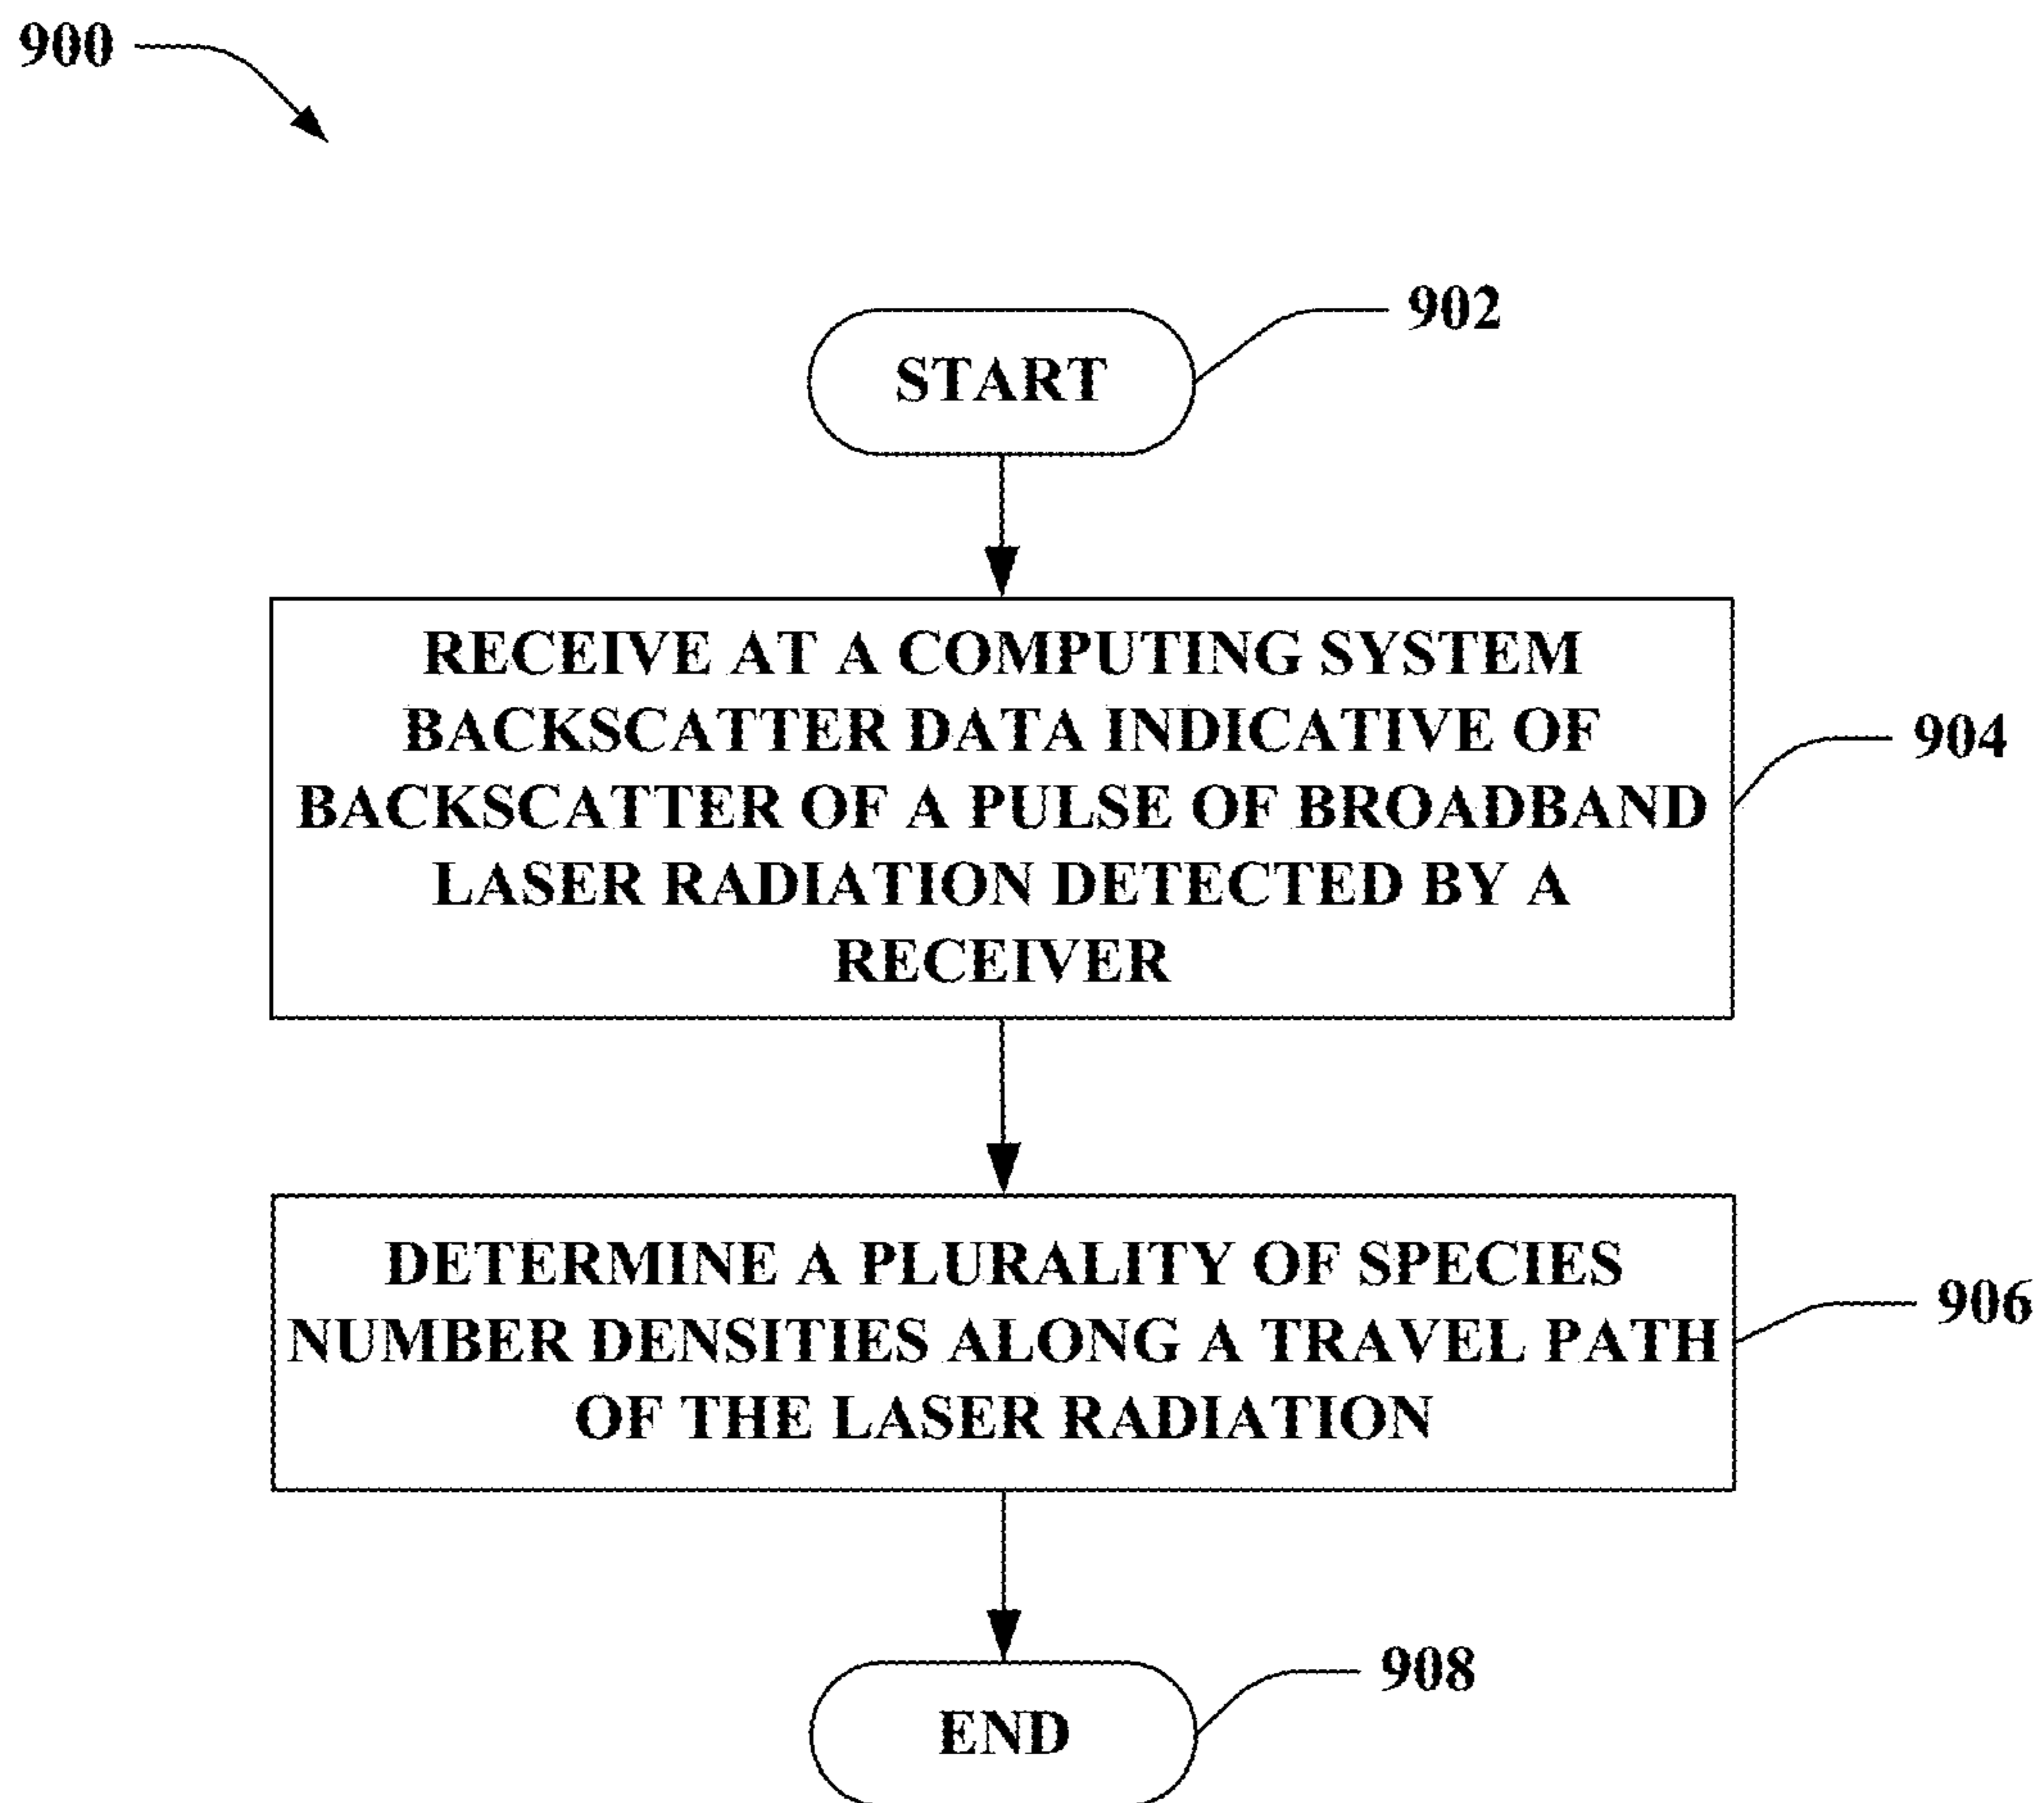 900
902
START
RECEIVE AT A COMPUTING SYSTEM
BACKSCATTER DATA INDICATIVE OF
BACKSCATTER OF A PULSE OF BROADBAND
LASER RADIATION DETECTED BY A
RECEIVER
904
DETERMINE A PLURALITY OF SPECIES
NUMBER DENSITIES ALONG A TRAVEL PATH
OF THE LASER RADIATION
906
908
END